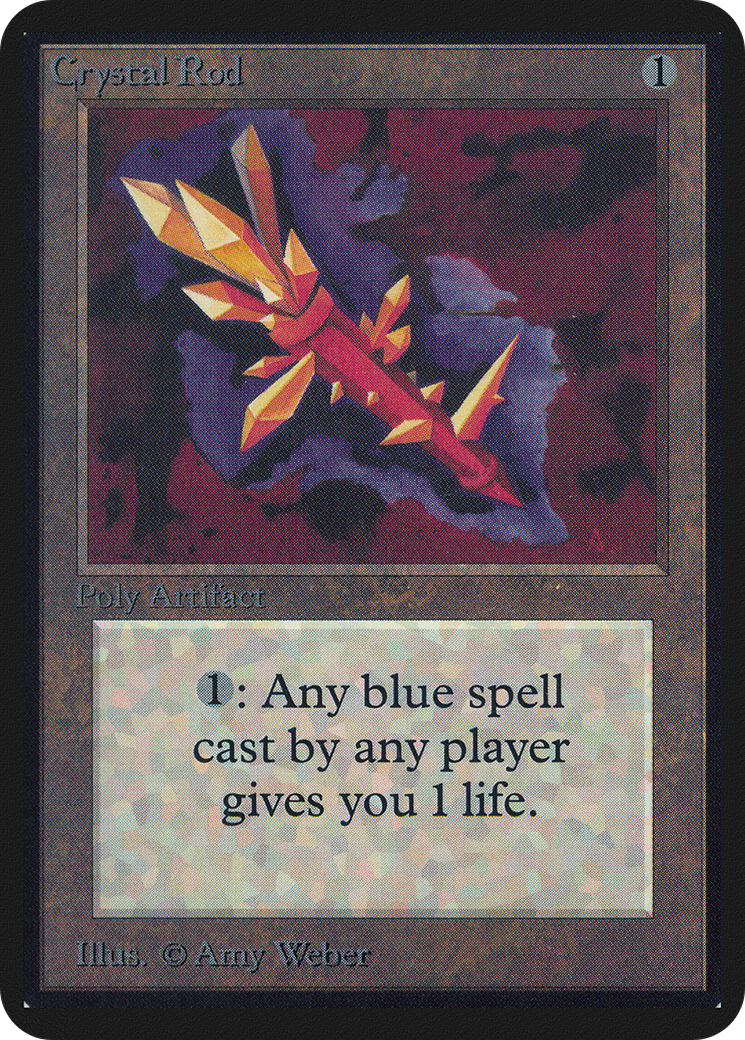 Crystal Rod
1
Poly Artifact
1: Any blue spell
cast by any player
gives you 1 life.
Illus. © Amy Weber